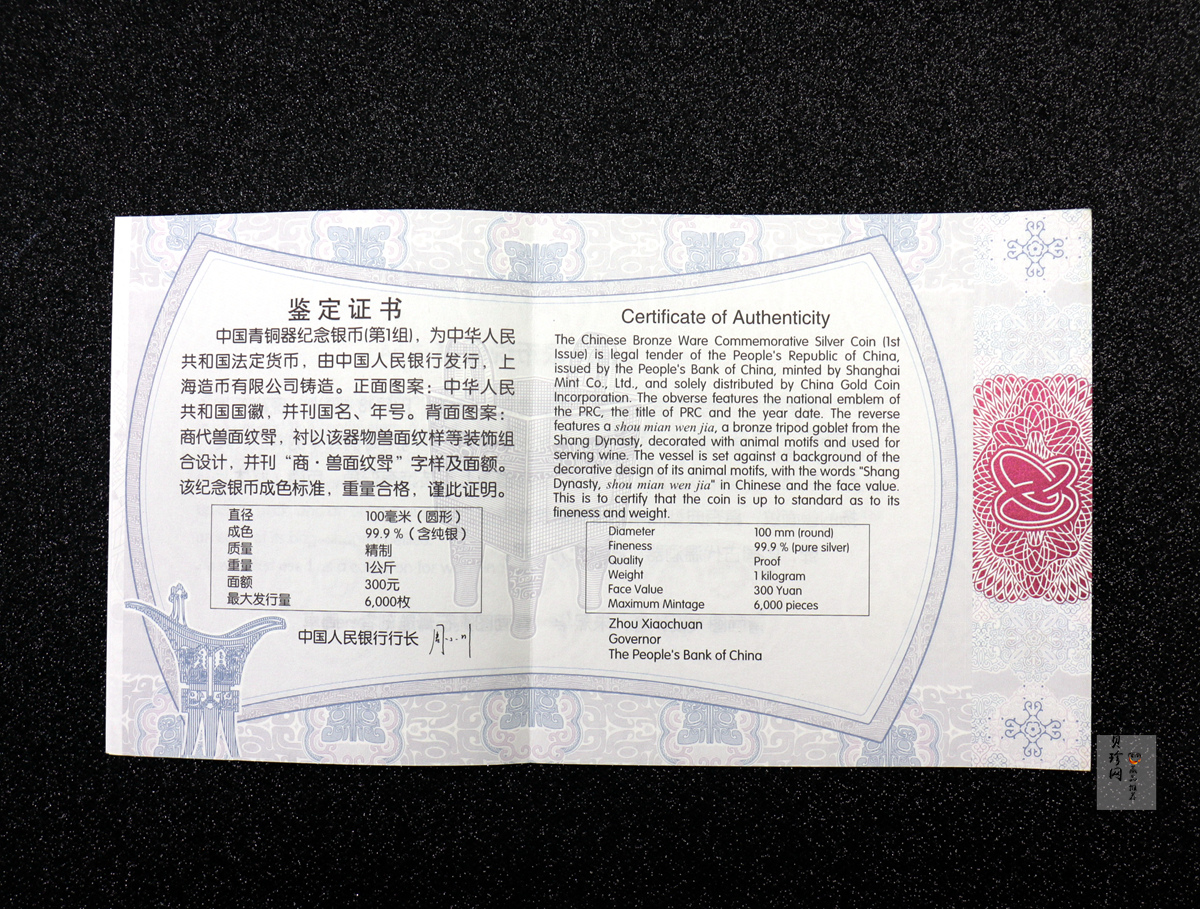 鉴定证书
中国青铜器纪念银币(第1组)，为中华人民
共和国法定货币，由中国人民银行发行，上
海造币有限公司铸造。正面图案：中华人民
共和国国徽，并刊国名、年号。背面图案：
商代兽面纹斝，衬以该器物兽面纹样等装饰组
合设计，并刊“商·兽面纹斝”字样及面额。
该纪念银币成色标准，重量合格，谨此证明。
直径 100毫米（圆形）
成色 99.9%（含纯银）
质量 精制
重量 1公斤
面额 300元
最大发行量 6,000枚
中国人民银行行长
Certificate of Authenticity
The Chinese Bronze Ware Commemorative Silver Coin (1st
Issue) is legal tender of the People's Republic of China,
issued by the People's Bank of China, minted by Shanghai
Mint Co., Ltd., and solely distributed by China Gold Coin
Incorporation. The obverse features the national emblem of
the PRC, the title of PRC and the year date. The reverse
features a shou mian wen jia, a bronze tripod goblet from the
Shang Dynasty, decorated with animal motifs and used for
serving wine. The vessel is set against a background of the
decorative design of its animal motifs, with the words "Shang
Dynasty, shou mian wen jia" in Chinese and the face value.
This is to certify that the coin is up to standard as to its
fineness and weight.
Diameter 100 mm (round)
Fineness 99.9 % (pure silver)
Quality Proof
Weight 1 kilogram
Face Value 300 Yuan
Maximum Mintage 6,000 pieces
Zhou Xiaochuan
Governor
The People's Bank of China
贝珍网